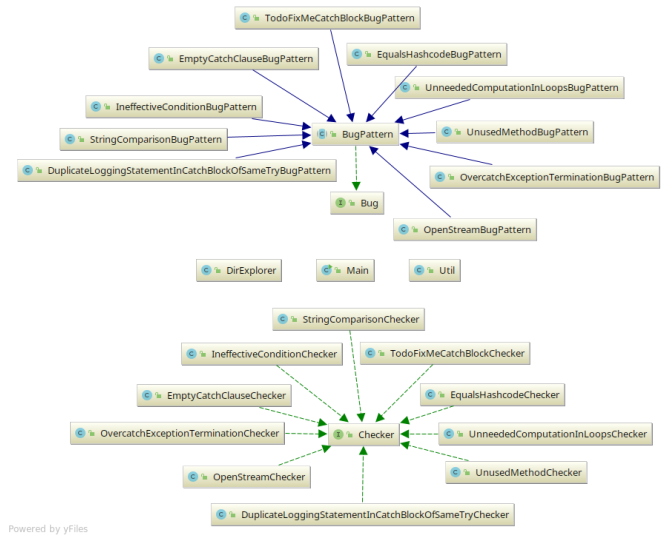 TodoFixMeCatchBlockBugPattern
EmptyCatchClauseBugPattern
EqualsHashcodeBugPattern
UnneededComputationInLoopsBugPattern
IneffectiveConditionBugPattern
StringComparisonBugPattern
BugPattern
UnusedMethodBugPattern
DuplicateLoggingStatementInCatchBlockOfSameTryBugPattern
OvercatchExceptionTerminationBugPattern
Bug
OpenStreamBugPattern
DirExplorer
Main
Util
StringComparisonChecker
IneffectiveConditionChecker
TodoFixMeCatchBlockChecker
EmptyCatchClauseChecker
EqualsHashcodeChecker
OvercatchExceptionTerminationChecker
Checker
UnneededComputationInLoopsChecker
OpenStreamChecker
UnusedMethodChecker
DuplicateLoggingStatementInCatchBlockOfSameTryChecker
Powered by yFiles